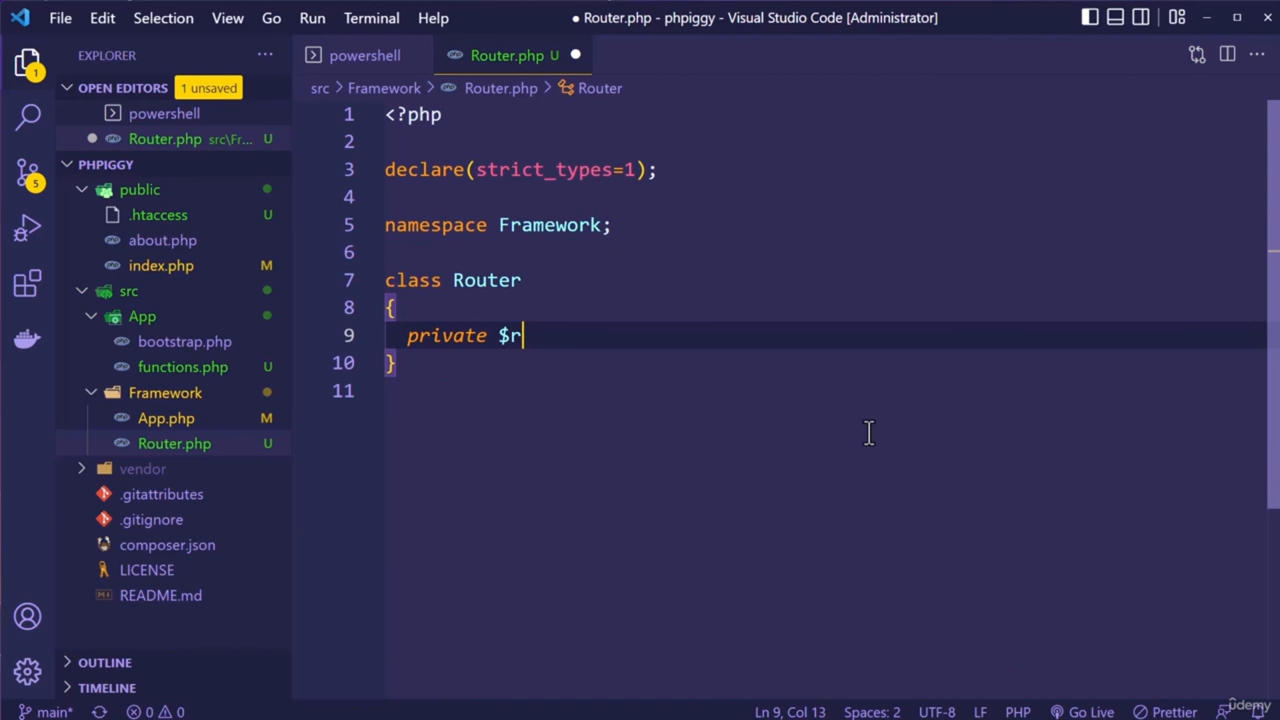 File Edit Selection View Go Run Terminal Help
● Router.php - phpiggy - Visual Studio Code [Administrator]
1
5
EXPLORER ...
OPEN EDITORS 1 unsaved
powershell
Router.php src\Fr... U
PHPIGGY
public
.htaccess U
about.php
index.php M
src
App
bootstrap.php
functions.php U
Framework
App.php M
Router.php U
vendor
.gitattributes
.gitignore
composer.json
LICENSE
README.md
OUTLINE
TIMELINE
powershell Router.php U ●
src > Framework > Router.php > Router
1 <?php
2
3 declare(strict_types=1);
4
5 namespace Framework;
6
7 class Router
8 {
9 private $r
10 }
11
main* 0 0 Ln 9, Col 13 Spaces: 2 UTF-8 LF PHP Go Live Prettier
ûdemy